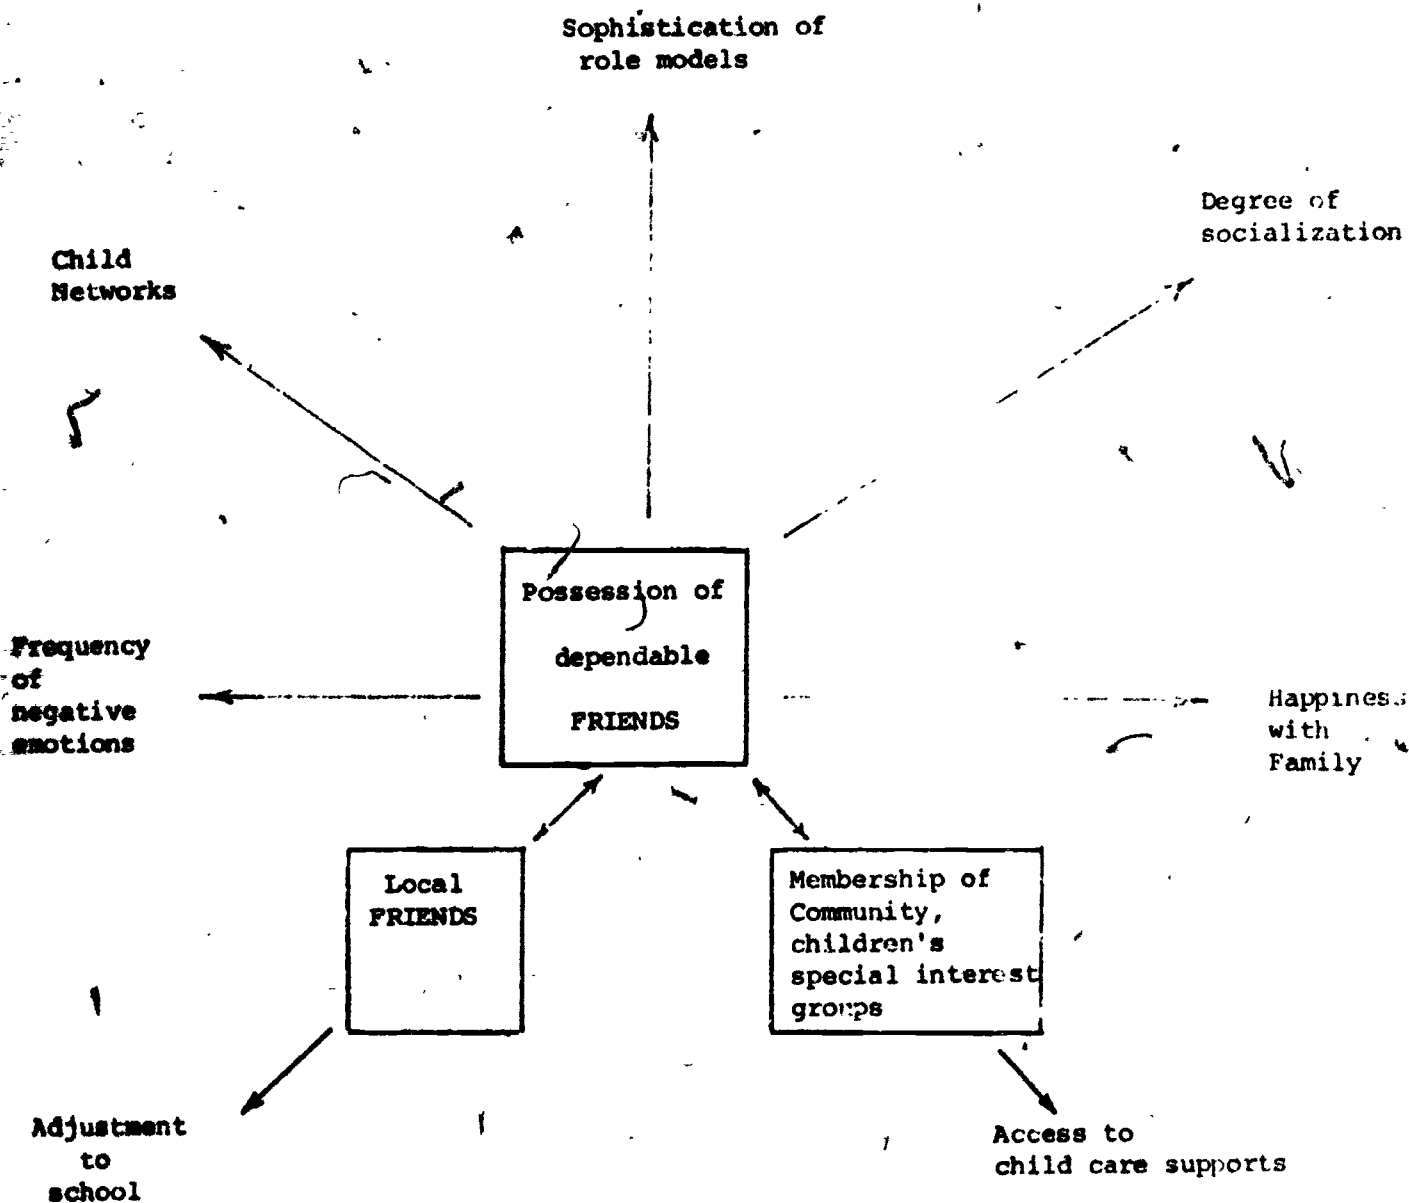 Sophistication of
role models
Degree of
socialization
Child
Networks
Possession of
dependable
FRIENDS
Frequency
of
negative
emotions
Happiness
with
Family
Local
FRIENDS
Membership of
Community,
children's
special interest
groups
Adjustment
to
school
Access to
child care supports